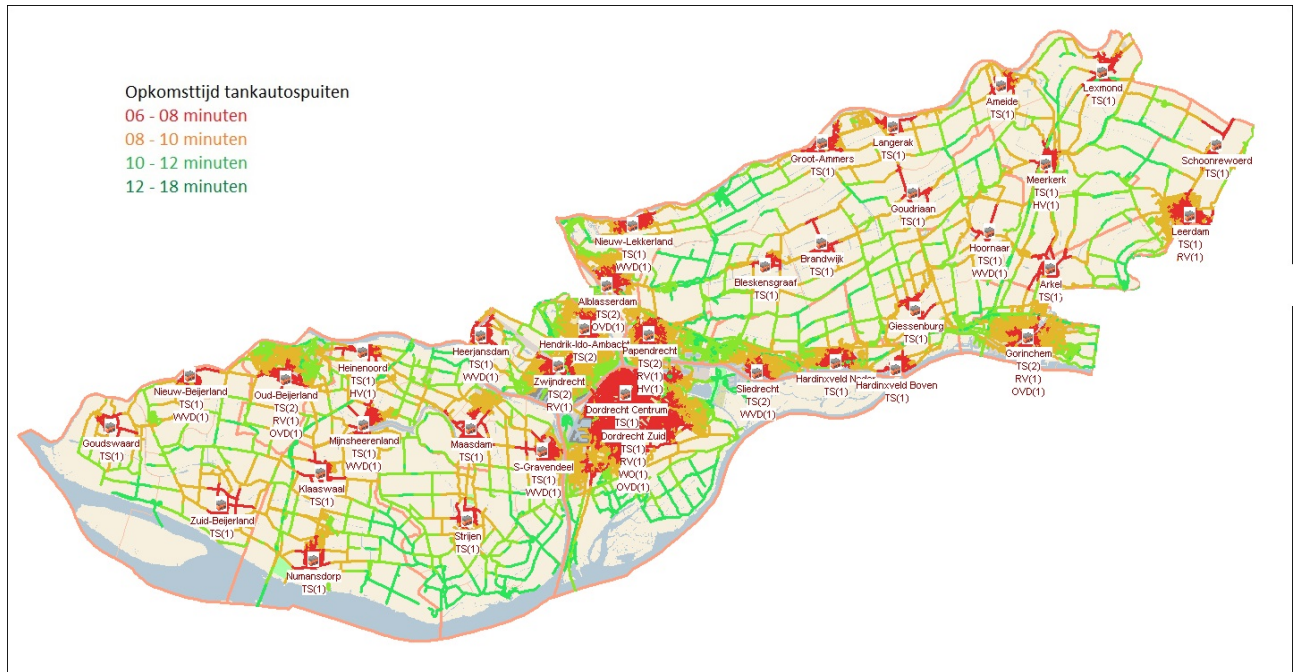 Opkomsttijd tankautospuiten
06 - 08 minuten
08 - 10 minuten
10 - 12 minuten
12 - 18 minuten
Lexmond
TS(1)
Ameide
TS(1)
Langerak
TS(1)
Groot-Ammers
TS(1)
Schoonrewoerd
TS(1)
Meerkerk
TS(1)
HV(1)
Goudriaan
TS(1)
Leerdam
TS(1)
RV(1)
Nieuw-Lekkerland
TS(1)
WVD(1)
Brandwijk
TS(1)
Hoornaar
TS(1)
WVD(1)
Bleskensgraaf
TS(1)
Arkel
TS(1)
Alblasserdam
TS(2)
OVD(1)
Giessenburg
TS(1)
Hendrik-Ido-Ambacht
TS(2)
Papendrecht
TS(2)
RV(1)
HV(1)
Gorinchem
TS(2)
RV(1)
OVD(1)
Heerjansdam
TS(1)
WVD(1)
Heinenoord
TS(1)
HV(1)
Hardinxveld Neder
TS(1)
Hardinxveld Boven
TS(1)
Sliedrecht
TS(2)
WVD(1)
Zwijndrecht
TS(2)
RV(1)
Nieuw-Beijerland
TS(1)
WVD(1)
Oud-Beijerland
TS(2)
RV(1)
OVD(1)
Dordrecht Centrum
TS(1)
Dordrecht Zuid
TS(1)
RV(1)
WO(1)
OVD(1)
Goudswaard
TS(1)
Mijnsheerenland
TS(1)
WVD(1)
Maasdam
TS(1)
S-Gravendeel
TS(1)
WVD(1)
Klaaswaal
TS(1)
Zuid-Beijerland
TS(1)
Strijen
TS(1)
Numansdorp
TS(1)